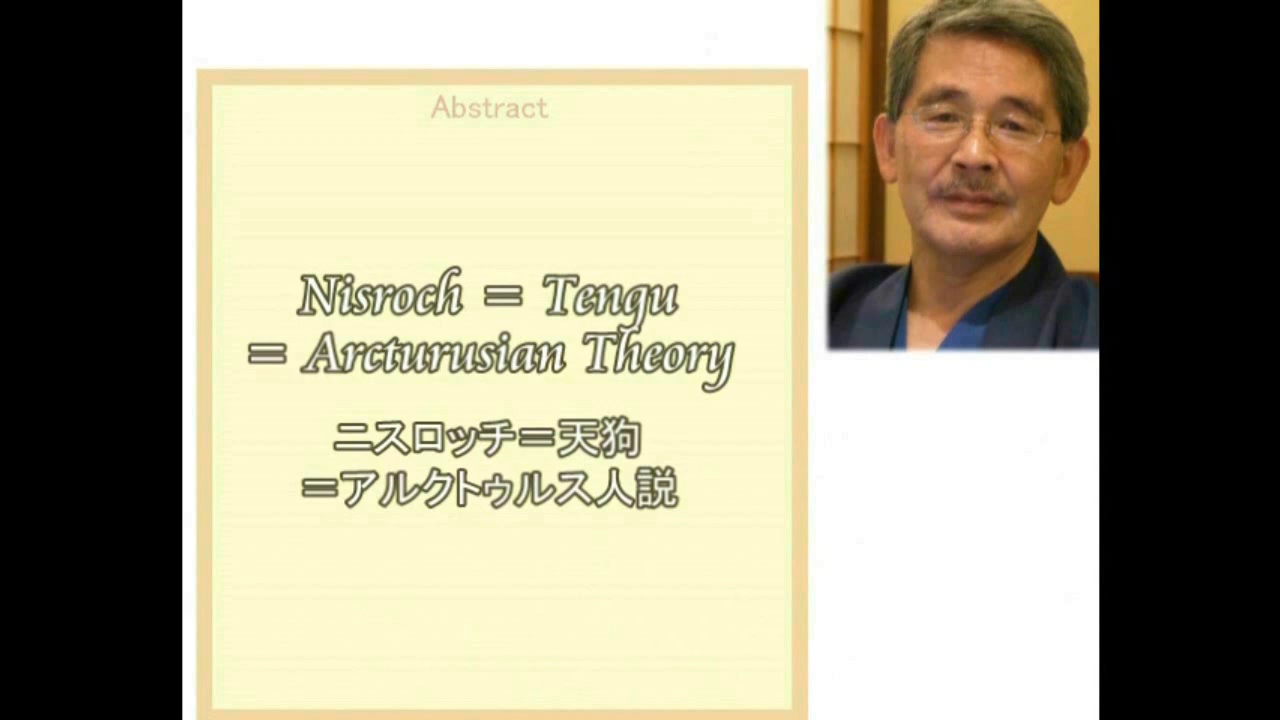 Abstract
Nisroch = Tengu
= Arcturusian Theory
ニスロッチ＝天狗
＝アルクトゥルス人説